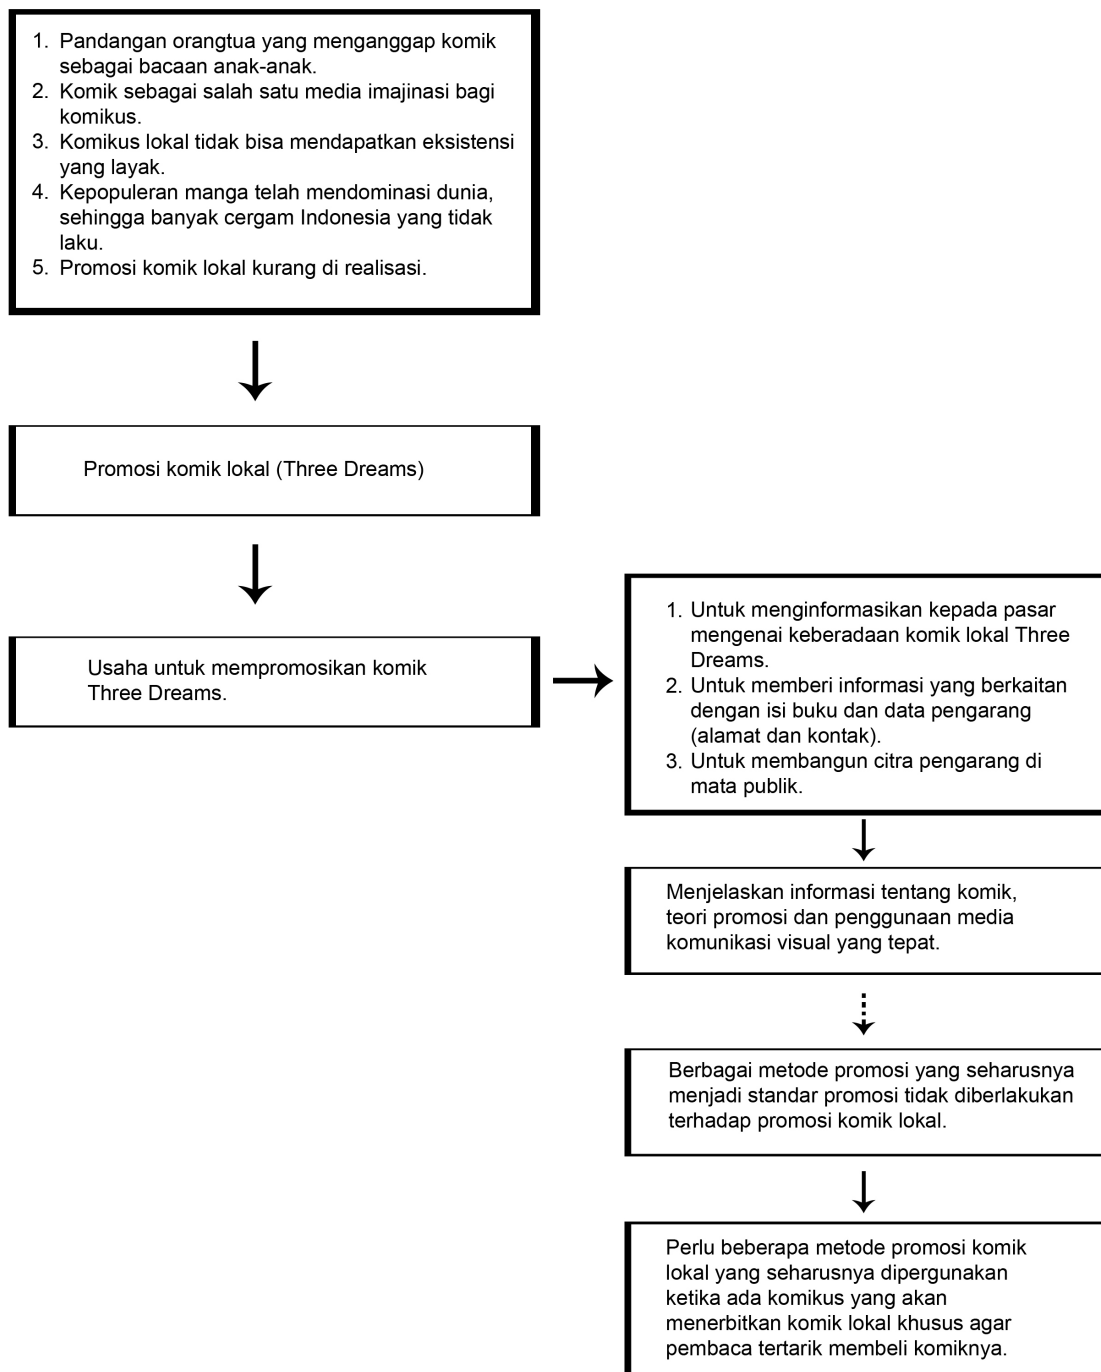 1. Pandangan orangtua yang menganggap komik
sebagai bacaan anak-anak.
2. Komik sebagai salah satu media imajinasi bagi
komikus.
3. Komikus lokal tidak bisa mendapatkan eksistensi
yang layak.
4. Kepopuleran manga telah mendominasi dunia,
sehingga banyak cergam Indonesia yang tidak
laku.
5. Promosi komik lokal kurang di realisasi.
Promosi komik lokal (Three Dreams)
Usaha untuk mempromosikan komik
Three Dreams.
1. Untuk menginformasikan kepada pasar
mengenai keberadaan komik lokal Three
Dreams.
2. Untuk memberi informasi yang berkaitan
dengan isi buku dan data pengarang
(alamat dan kontak).
3. Untuk membangun citra pengarang di
mata publik.
Menjelaskan informasi tentang komik,
teori promosi dan penggunaan media
komunikasi visual yang tepat.
Berbagai metode promosi yang seharusnya
menjadi standar promosi tidak diberlakukan
terhadap promosi komik lokal.
Perlu beberapa metode promosi komik
lokal yang seharusnya dipergunakan
ketika ada komikus yang akan
menerbitkan komik lokal khusus agar
pembaca tertarik membeli komiknya.